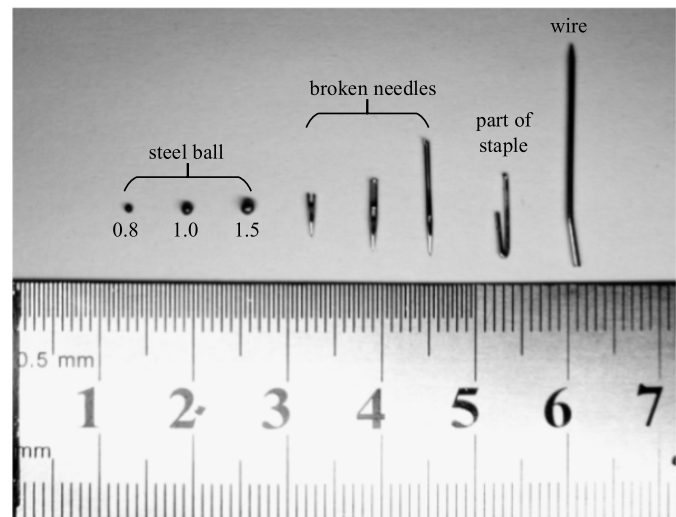 wire
broken needles
part of
staple
steel ball
0.8 1.0 1.5
0.5 mm
1 2 3 4 5 6 7
mm